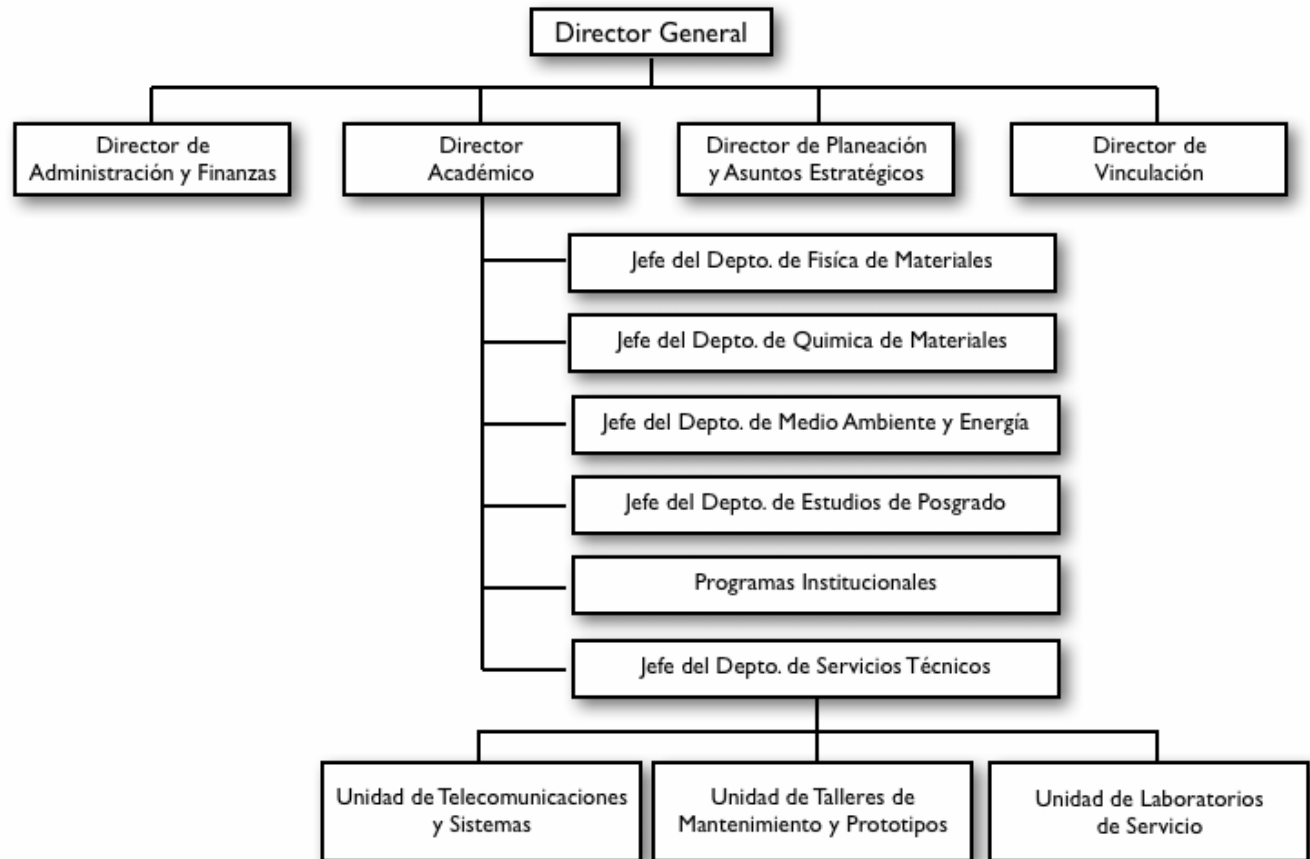 Director General
Director de
Administración y Finanzas
Director
Académico
Director de Planeación
y Asuntos Estratégicos
Director de
Vinculación
Jefe del Depto. de Fisíca de Materiales
Jefe del Depto. de Quimica de Materiales
Jefe del Depto. de Medio Ambiente y Energía
Jefe del Depto. de Estudios de Posgrado
Programas Institucionales
Jefe del Depto. de Servicios Técnicos
Unidad de Telecomunicaciones
y Sistemas
Unidad de Talleres de
Mantenimiento y Prototipos
Unidad de Laboratorios
de Servicio